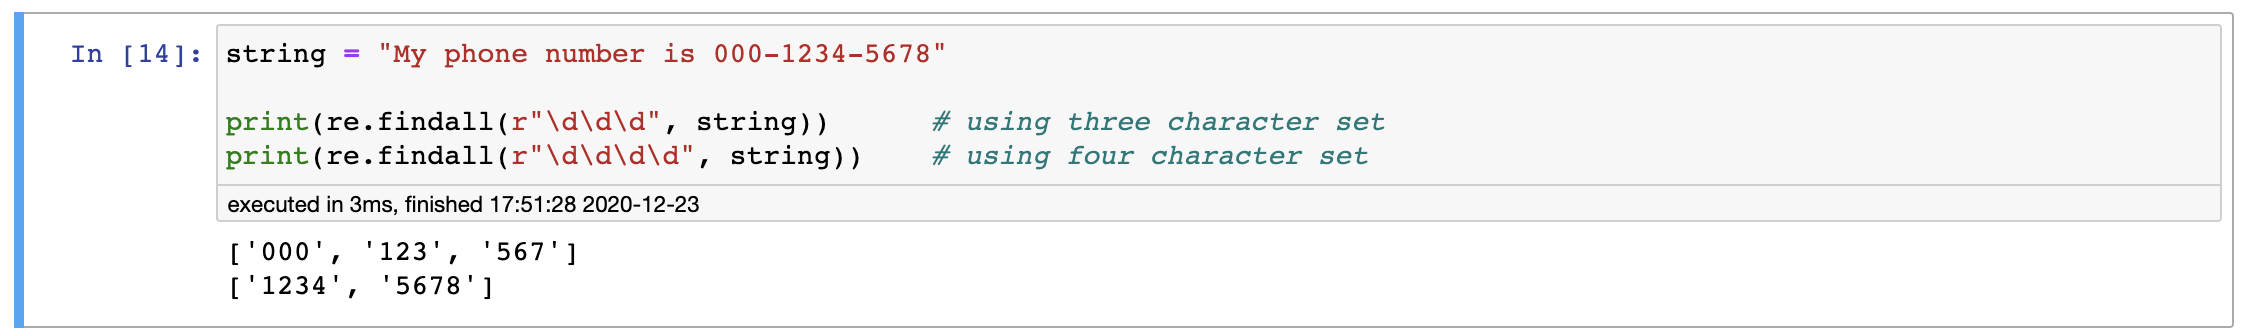 In [14]: string = "My phone number is 000-1234-5678"
print(re.findall(r"\d\d\d", string))      # using three character set
print(re.findall(r"\d\d\d\d", string))    # using four character set
executed in 3ms, finished 17:51:28 2020-12-23
['000', '123', '567']
['1234', '5678']